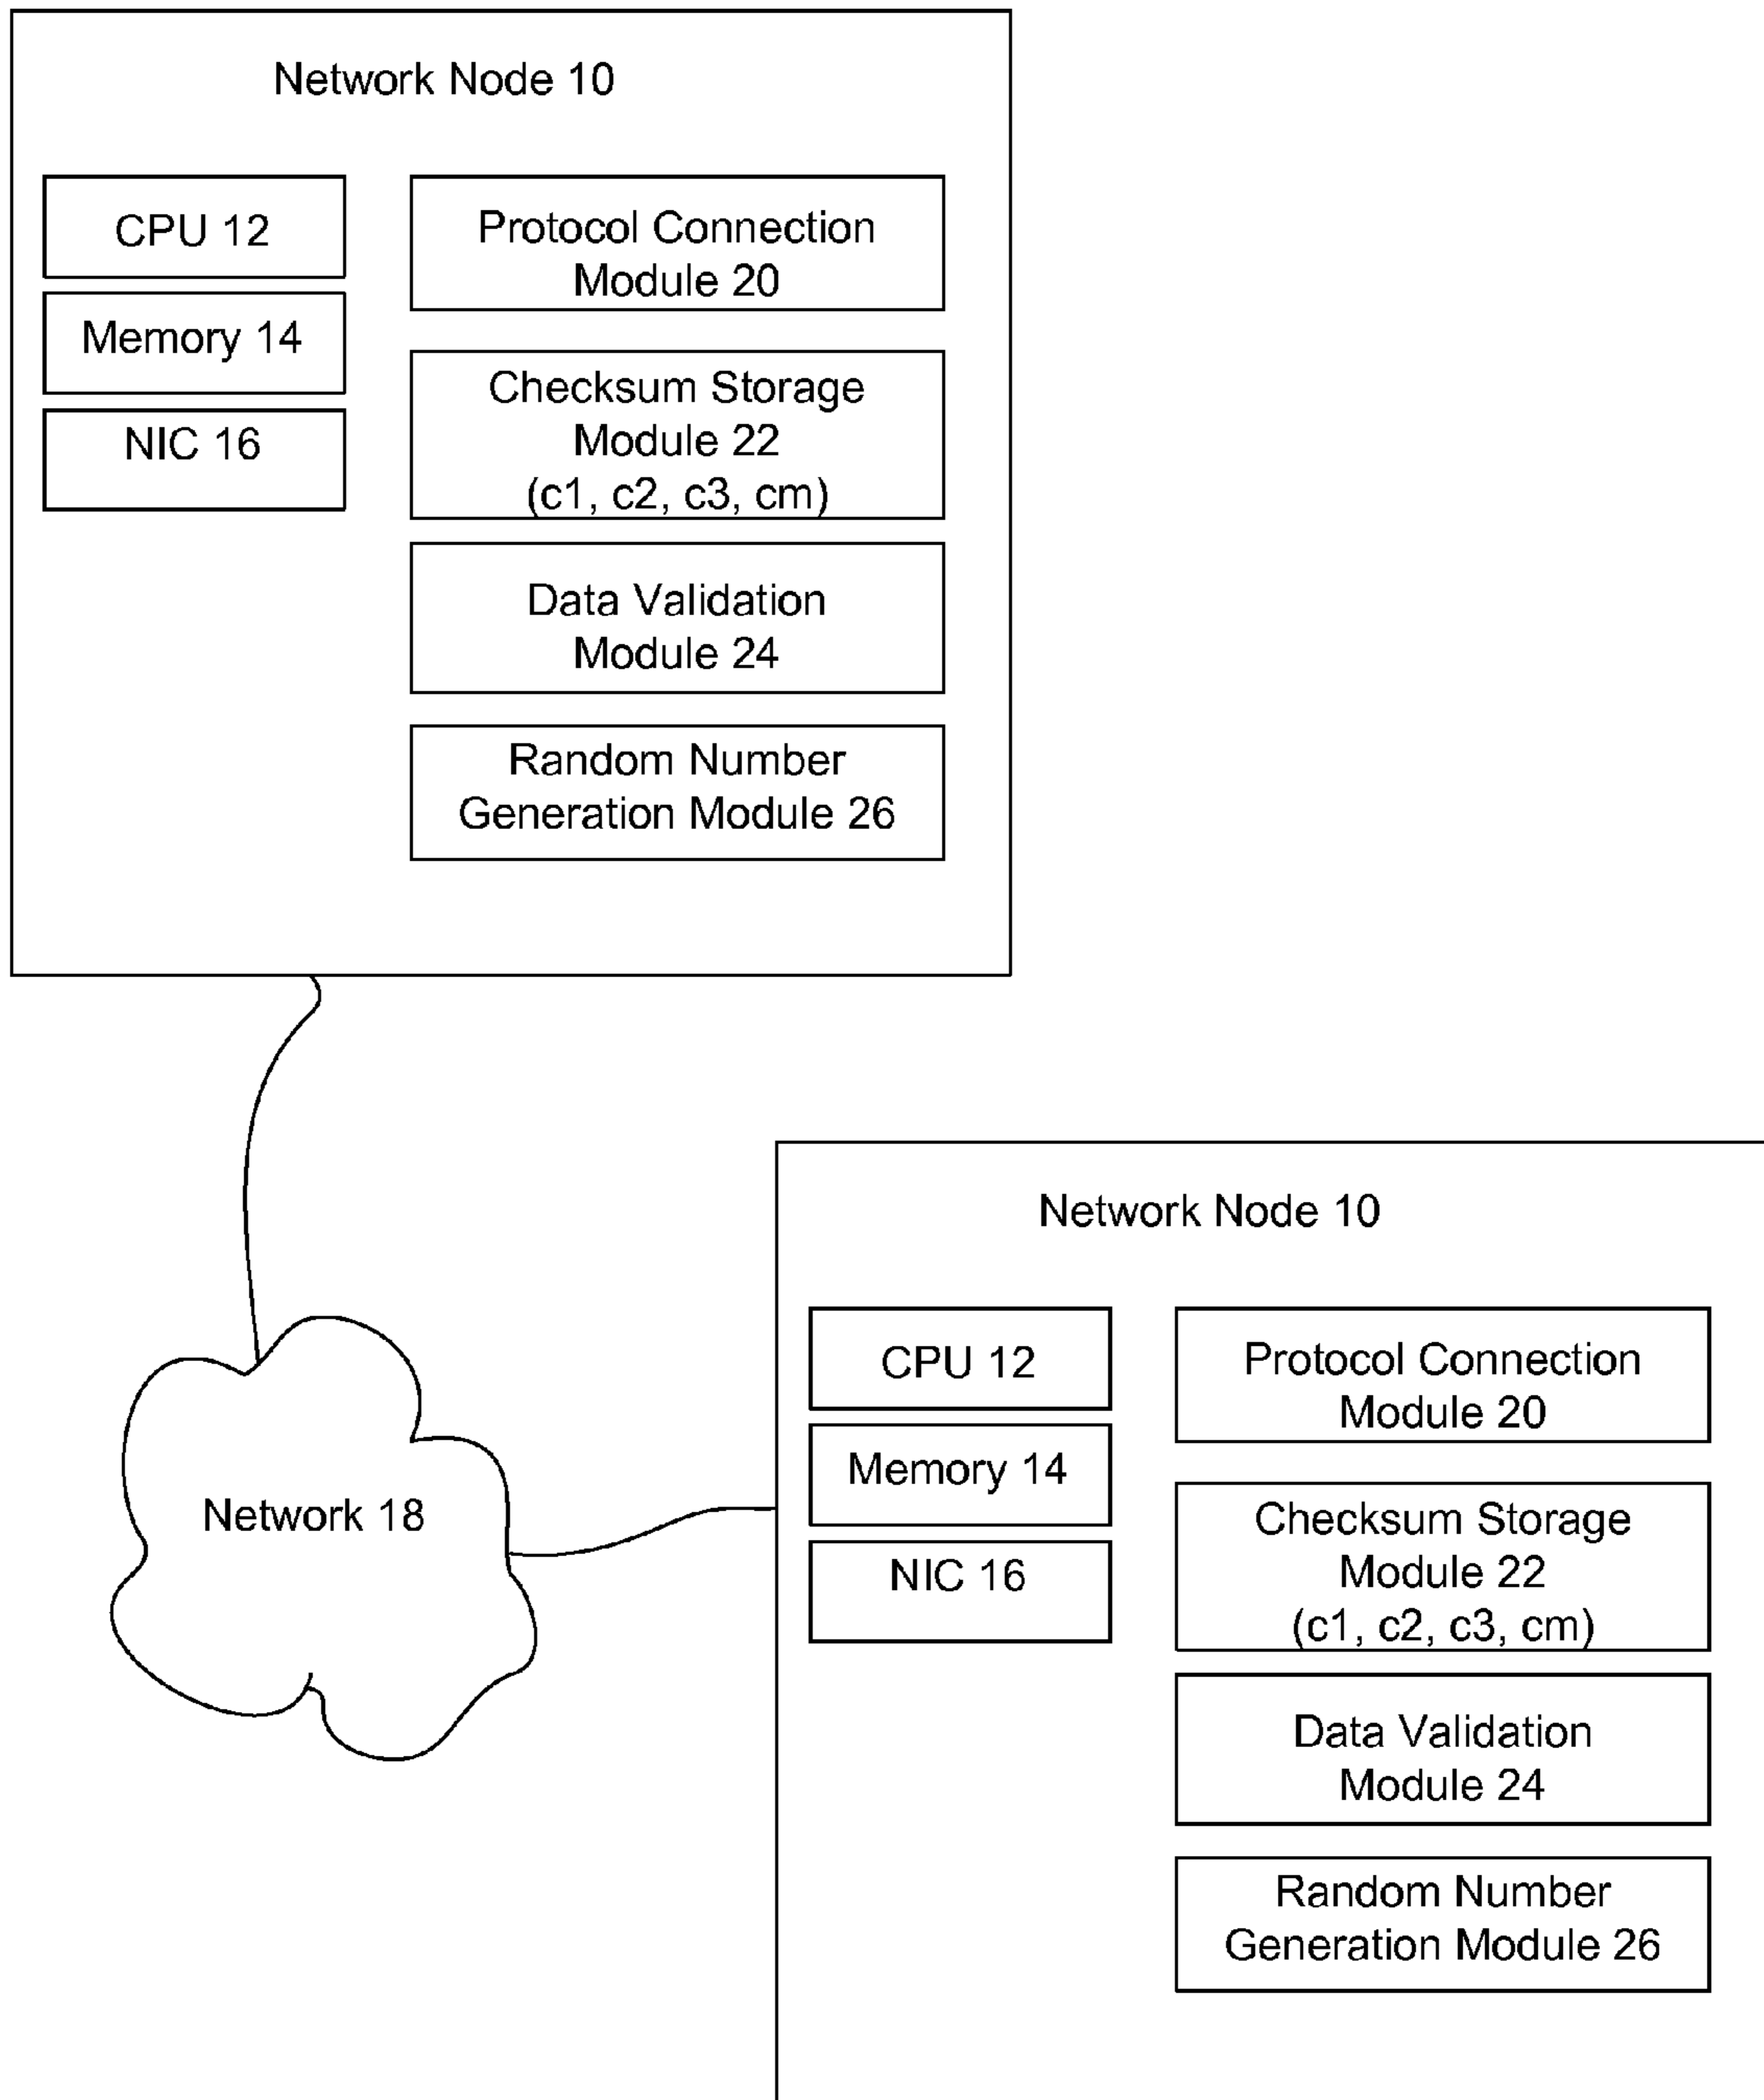 Network Node 10
CPU 12
Memory 14
NIC 16
Protocol Connection
Module 20
Checksum Storage
Module 22
(c1, c2, c3, cm)
Data Validation
Module 24
Random Number
Generation Module 26
Network 18
Network Node 10
CPU 12
Memory 14
NIC 16
Protocol Connection
Module 20
Checksum Storage
Module 22
(c1, c2, c3, cm)
Data Validation
Module 24
Random Number
Generation Module 26